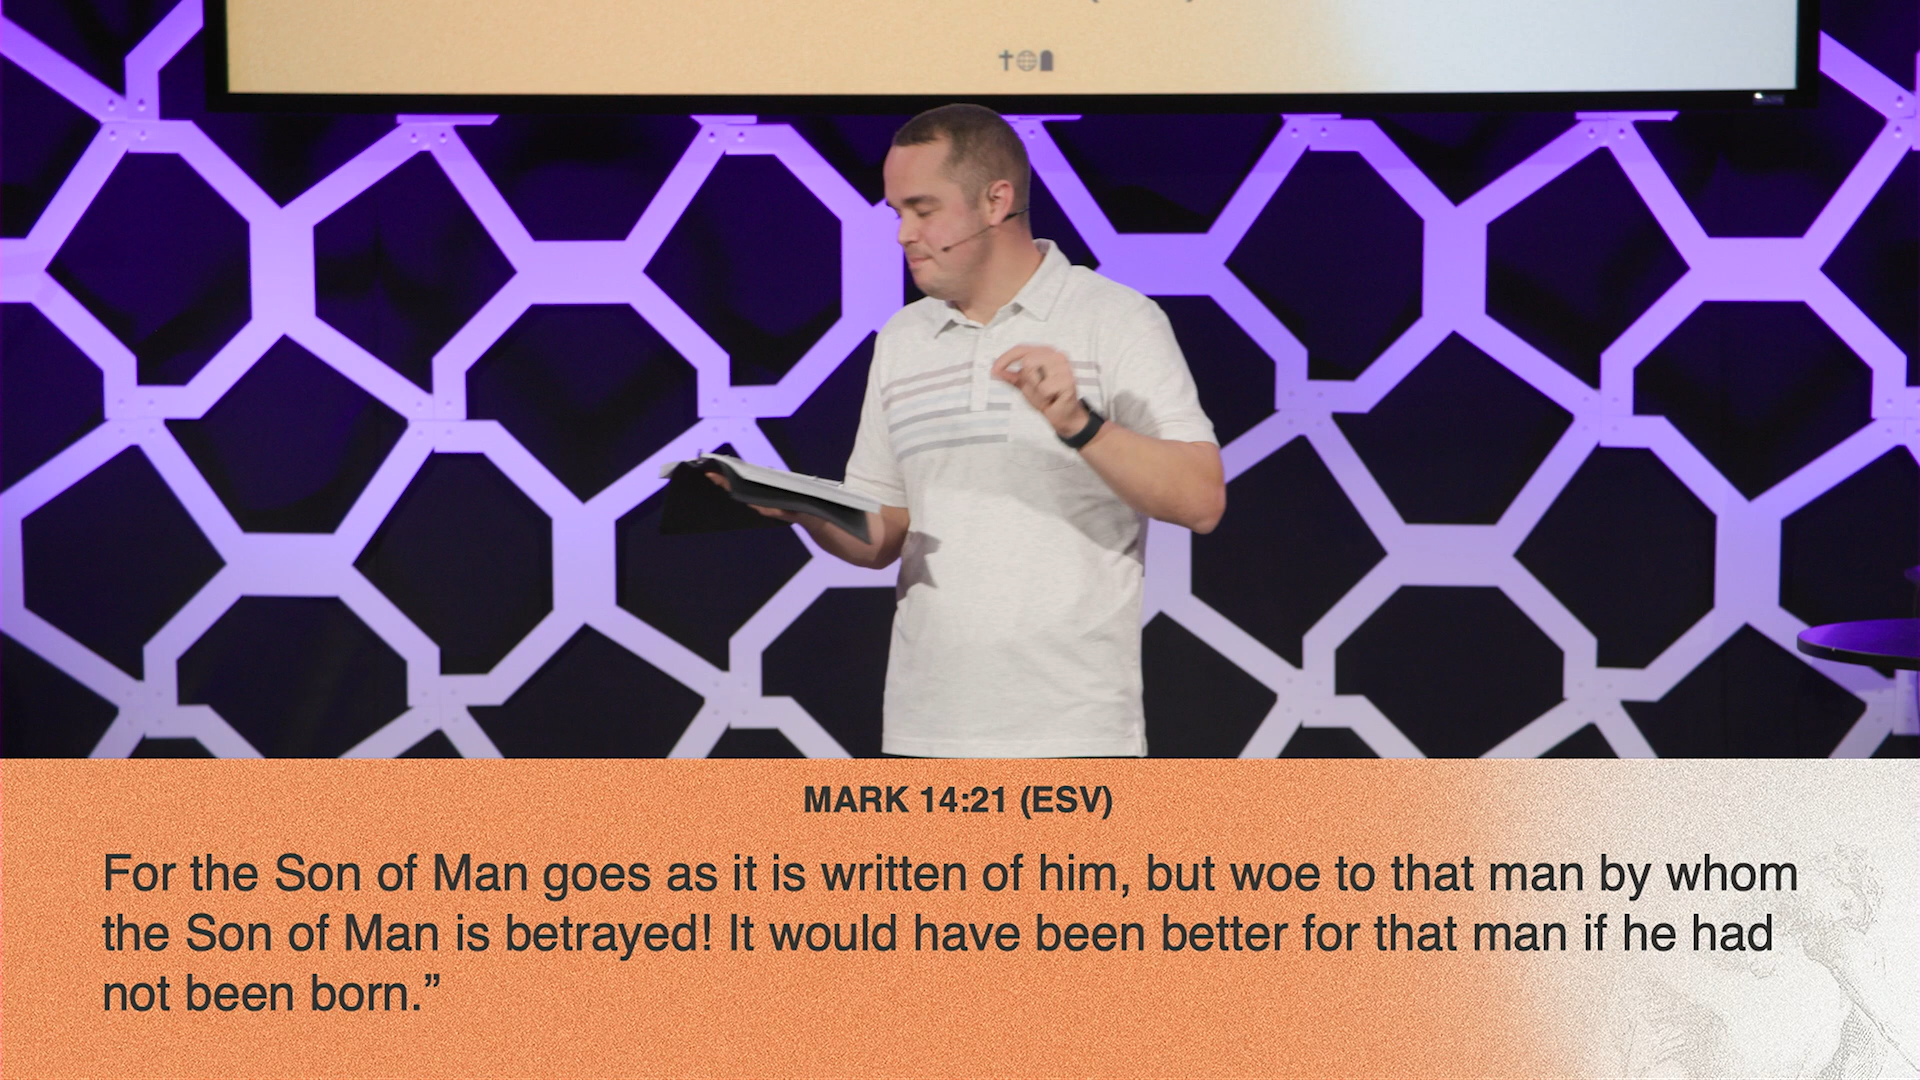 MARK 14:21 (ESV)
For the Son of Man goes as it is written of him, but woe to that man by whom
the Son of Man is betrayed! It would have been better for that man if he had
not been born.”